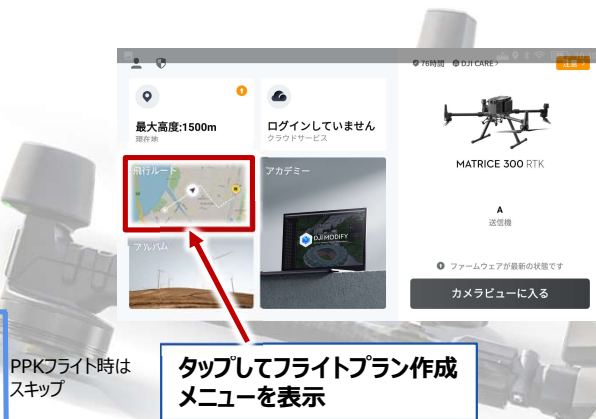 76時間 DJI CARE >
注意 >
最大高度:1500m
現在地
ログインしていません
クラウドサービス
飛行ルート
アカデミー
DJI MODIFY
アルバム
MATRICE 300 RTK
A
送信機
ファームウェアが最新の状態です
カメラビューに入る
PPKフライト時は
スキップ
タップしてフライトプラン作成
メニューを表示